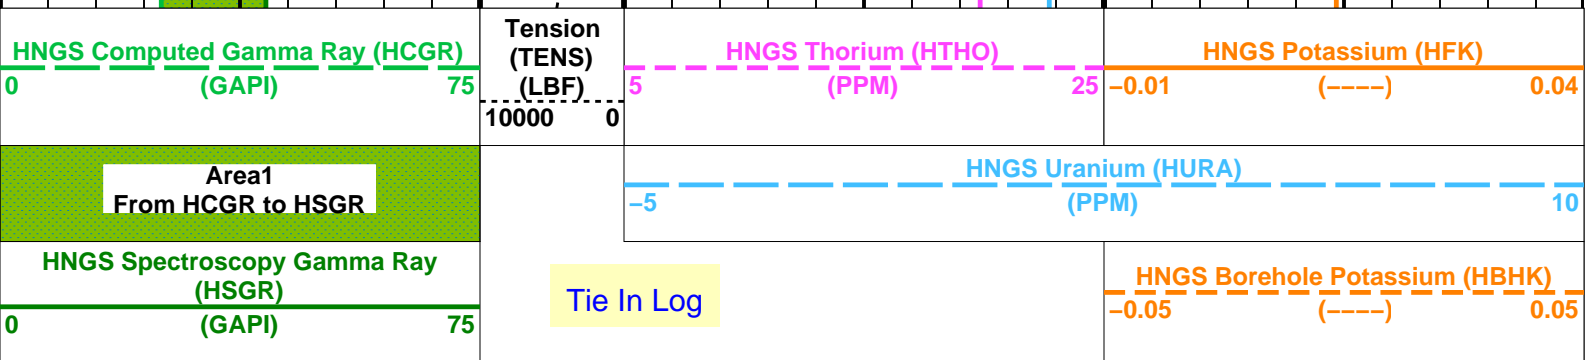 HNGS Computed Gamma Ray (HCGR)
0 (GAPI) 75
Tension
(TENS)
(LBF)
10000 0
HNGS Thorium (HTHO)
5 (PPM) 25
HNGS Potassium (HFK)
−0.01 (−−−−) 0.04
Area1
From HCGR to HSGR
HNGS Uranium (HURA)
−5 (PPM) 10
HNGS Spectroscopy Gamma Ray
(HSGR)
0 (GAPI) 75
Tie In Log
HNGS Borehole Potassium (HBHK)
−0.05 (−−−−) 0.05